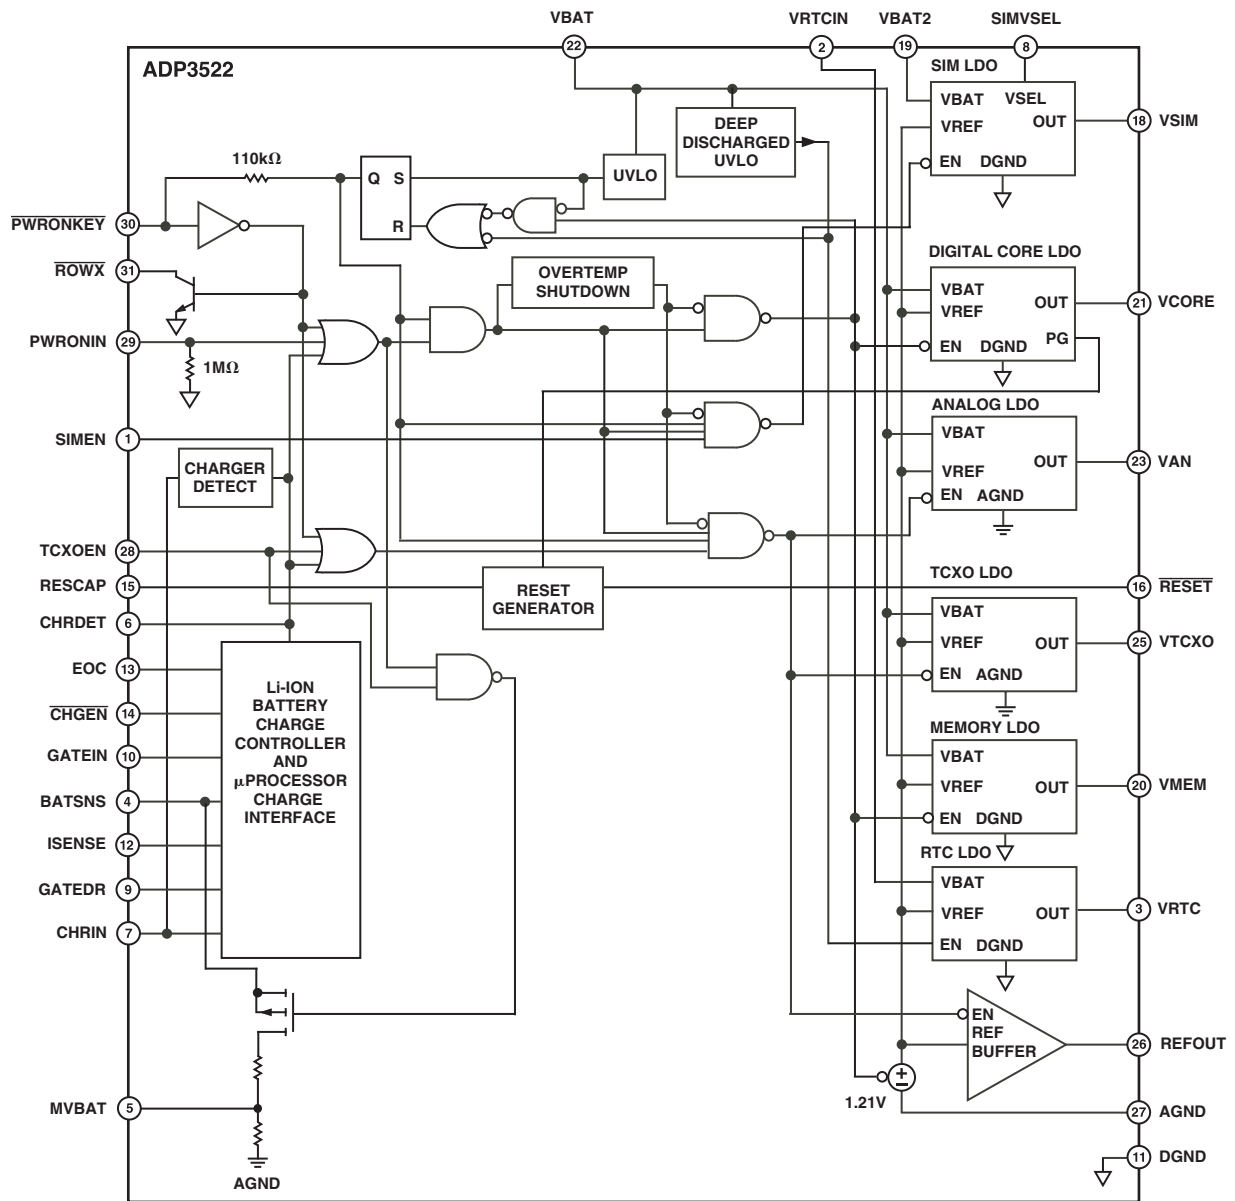 VBAT
VRTCIN
VBAT2
SIMVSEL
22
2
19
8
ADP3522
SIM LDO
VBAT
VSEL
VREF
OUT
EN
DGND
18
VSIM
DEEP
DISCHARGED
UVLO
UVLO
110kΩ
Q
S
R
PWRONKEY
30
ROWX
31
PWRONIN
29
1MΩ
OVERTEMP
SHUTDOWN
DIGITAL CORE LDO
VBAT
OUT
VREF
PG
EN
DGND
21
VCORE
SIMEN
1
CHARGER
DETECT
ANALOG LDO
VBAT
OUT
VREF
EN
AGND
23
VAN
TCXOEN
28
RESCAP
15
RESET
GENERATOR
16
RESET
CHRDET
6
TCXO LDO
VBAT
VREF
OUT
EN
AGND
25
VTCXO
EOC
13
CHGEN
14
GATEIN
10
BATSNS
4
ISENSE
12
GATEDR
9
CHRIN
7
Li-ION
BATTERY
CHARGE
CONTROLLER
AND
μPROCESSOR
CHARGE
INTERFACE
MEMORY LDO
VBAT
VREF
OUT
EN
DGND
20
VMEM
RTC LDO
VBAT
VREF
OUT
EN
DGND
3
VRTC
EN
REF
BUFFER
26
REFOUT
1.21V
+
−
MVBAT
5
AGND
27
AGND
11
DGND